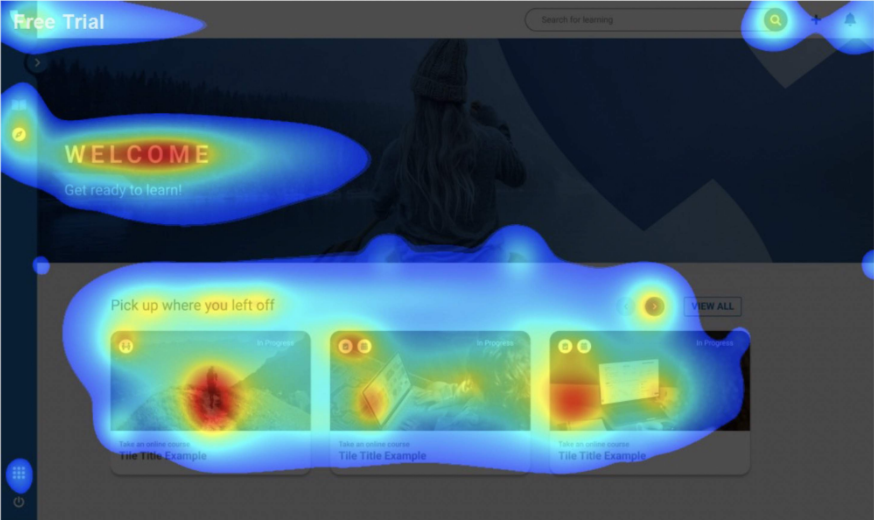 Free Trial
Search for learning
WELCOME
Get ready to learn!
Pick up where you left off
VIEW ALL
In Progress
In Progress
In Progress
Take an online course
Take an online course
Take an online course
Tile Title Example
Tile Title Example
Tile Title Example